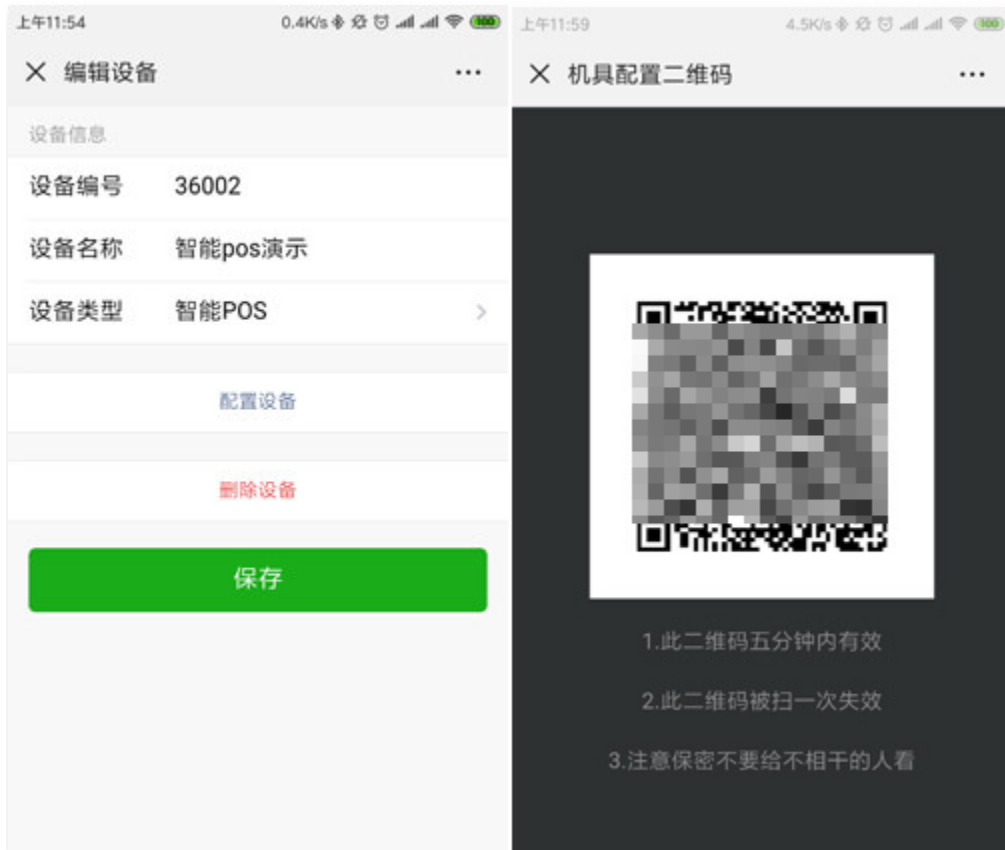 上午11:54
0.4K/s
100
编辑设备
设备信息
设备编号 36002
设备名称 智能pos演示
设备类型 智能POS
配置设备
删除设备
保存
上午11:59
4.5K/s
100
机具配置二维码
1.此二维码五分钟内有效
2.此二维码被扫一次失效
3.注意保密不要给不相干的人看